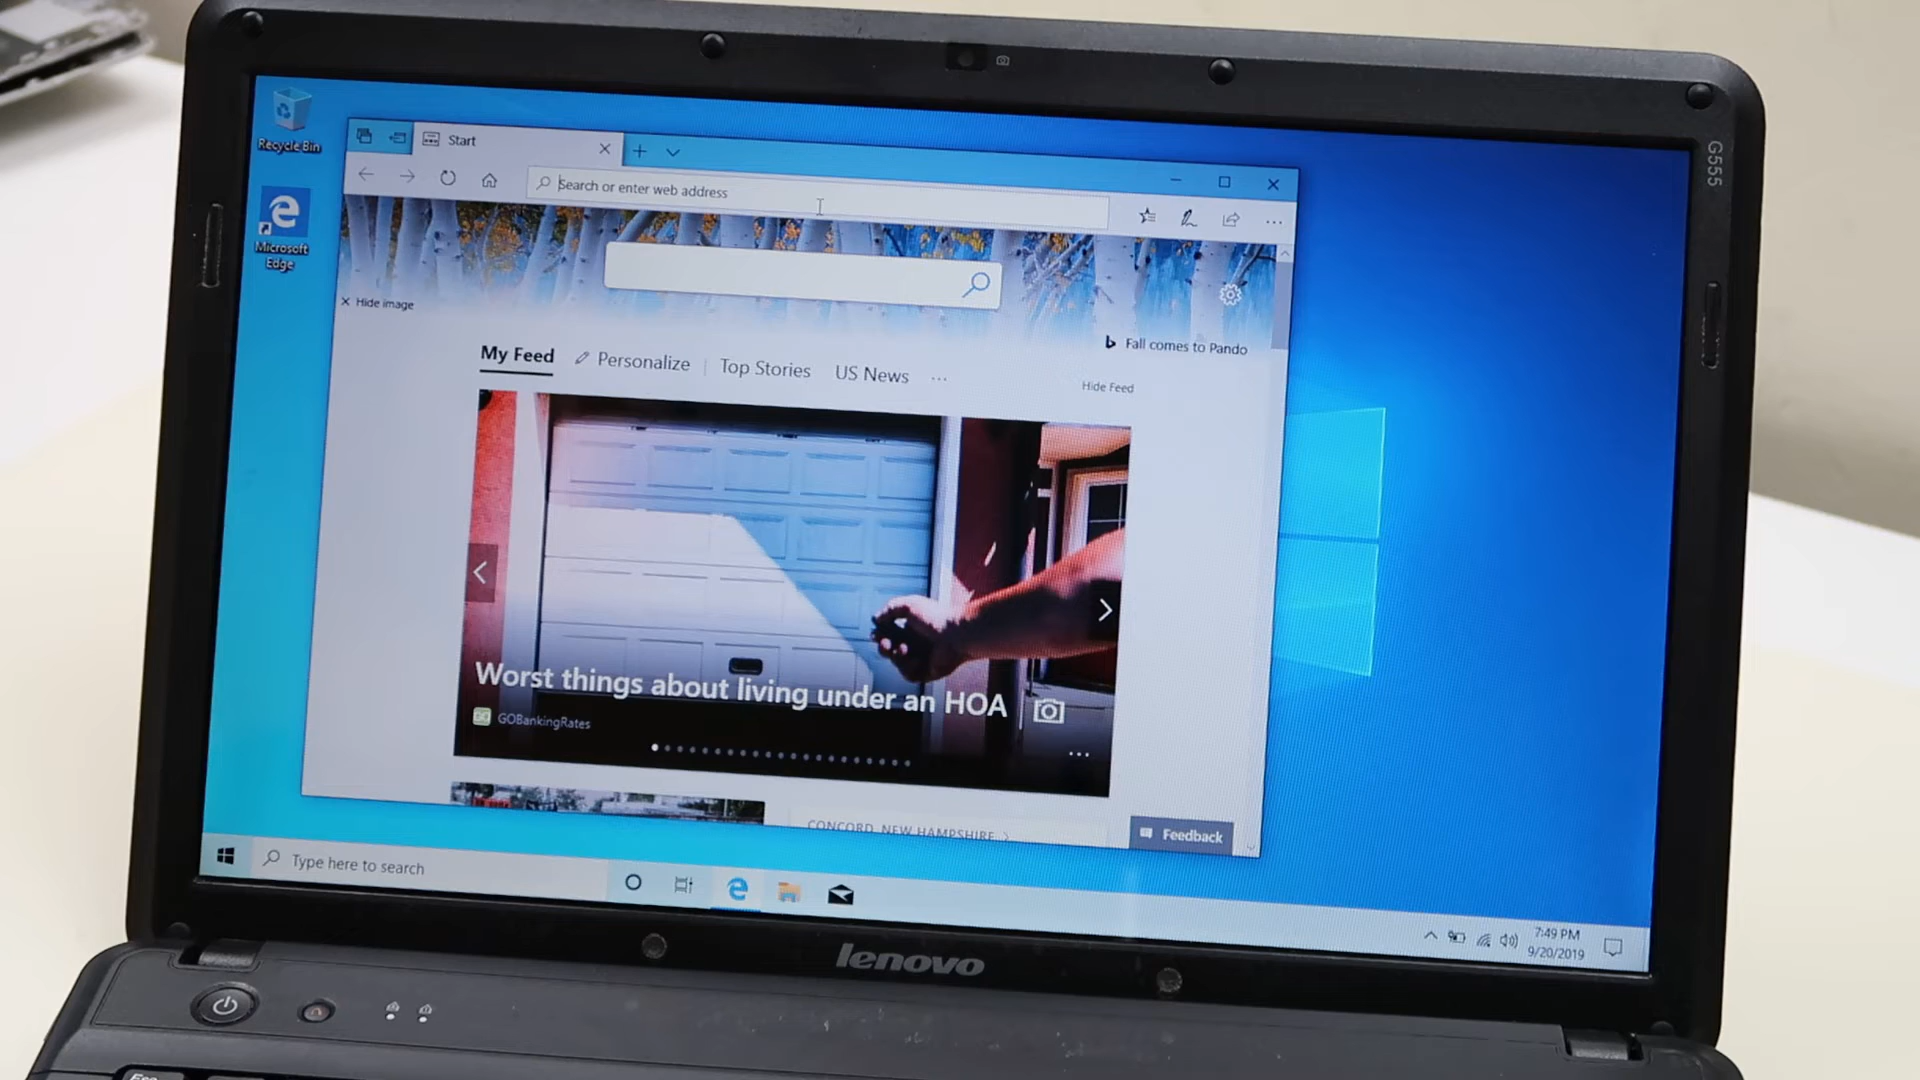 G555
Recycle Bin
Microsoft
Edge
Start
Search or enter web address
Hide image
Fall comes to Pando
My Feed
Personalize
Top Stories
US News
Hide Feed
Worst things about living under an HOA
GO GOBankingRates
CONCORD, NEW HAMPSHIRE
Feedback
Type here to search
7:49 PM
9/20/2019
lenovo
Esc